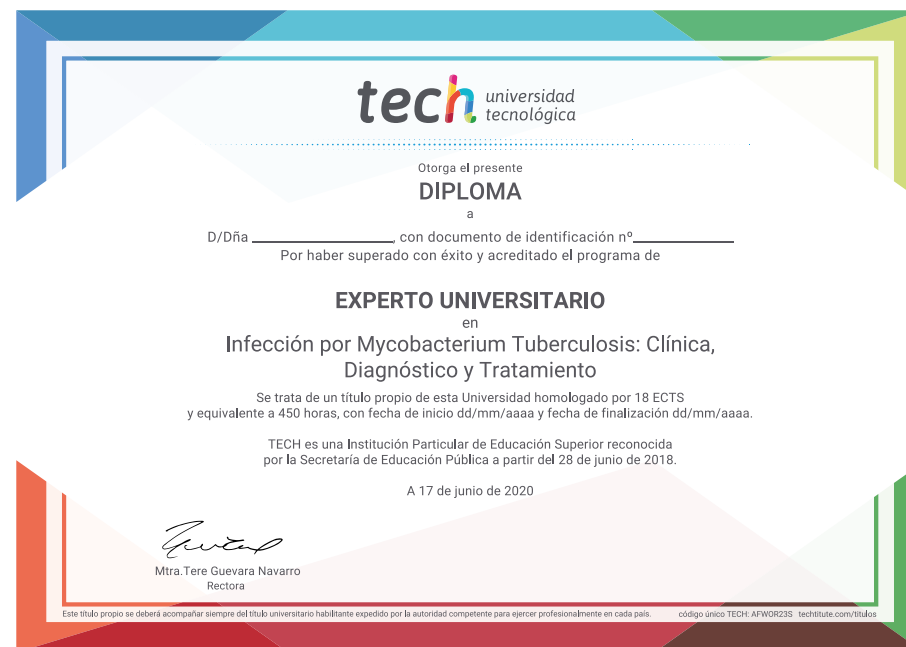 tech universidad
tecnológica
Otorga el presente
DIPLOMA
a
D/Dña ____________________, con documento de identificación nº______________
Por haber superado con éxito y acreditado el programa de
EXPERTO UNIVERSITARIO
en
Infección por Mycobacterium Tuberculosis: Clínica,
Diagnóstico y Tratamiento
Se trata de un título propio de esta Universidad homologado por 18 ECTS
y equivalente a 450 horas, con fecha de inicio dd/mm/aaaa y fecha de finalización dd/mm/aaaa.
TECH es una Institución Particular de Educación Superior reconocida
por la Secretaría de Educación Pública a partir del 28 de junio de 2018.
A 17 de junio de 2020
Mtra.Tere Guevara Navarro
Rectora
Este título propio se deberá acompañar siempre del título universitario habilitante expedido por la autoridad competente para ejercer profesionalmente en cada país. código único TECH: AFWOR23S techtitute.com/titulos